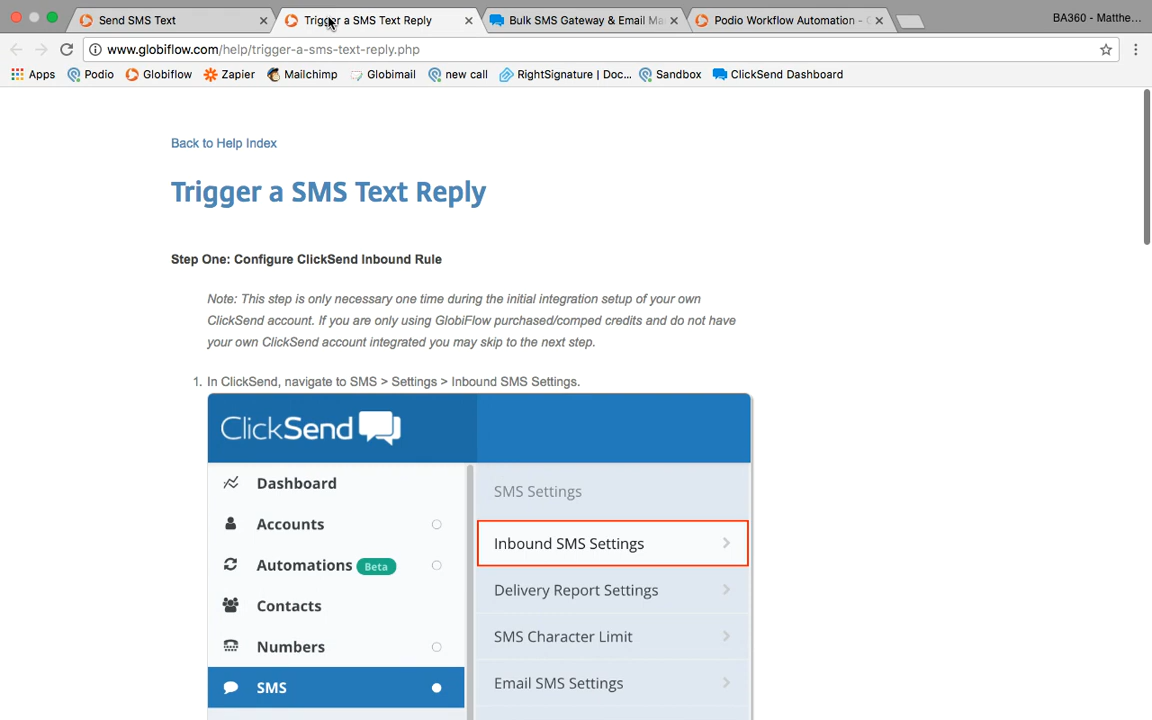 Send SMS Text
Trigger a SMS Text Reply
Bulk SMS Gateway & Email Ma
Podio Workflow Automation - G
BA360 - Matthe...
www.globiflow.com/help/trigger-a-sms-text-reply.php
Apps
Podio
Globiflow
Zapier
Mailchimp
Globimail
new call
RightSignature | Doc...
Sandbox
ClickSend Dashboard
Back to Help Index
Trigger a SMS Text Reply
Step One: Configure ClickSend Inbound Rule
Note: This step is only necessary one time during the initial integration setup of your own
ClickSend account. If you are only using GlobiFlow purchased/comped credits and do not have
your own ClickSend account integrated you may skip to the next step.
1. In ClickSend, navigate to SMS > Settings > Inbound SMS Settings.
ClickSend
Dashboard
Accounts
Automations Beta
Contacts
Numbers
SMS
SMS Settings
Inbound SMS Settings
Delivery Report Settings
SMS Character Limit
Email SMS Settings